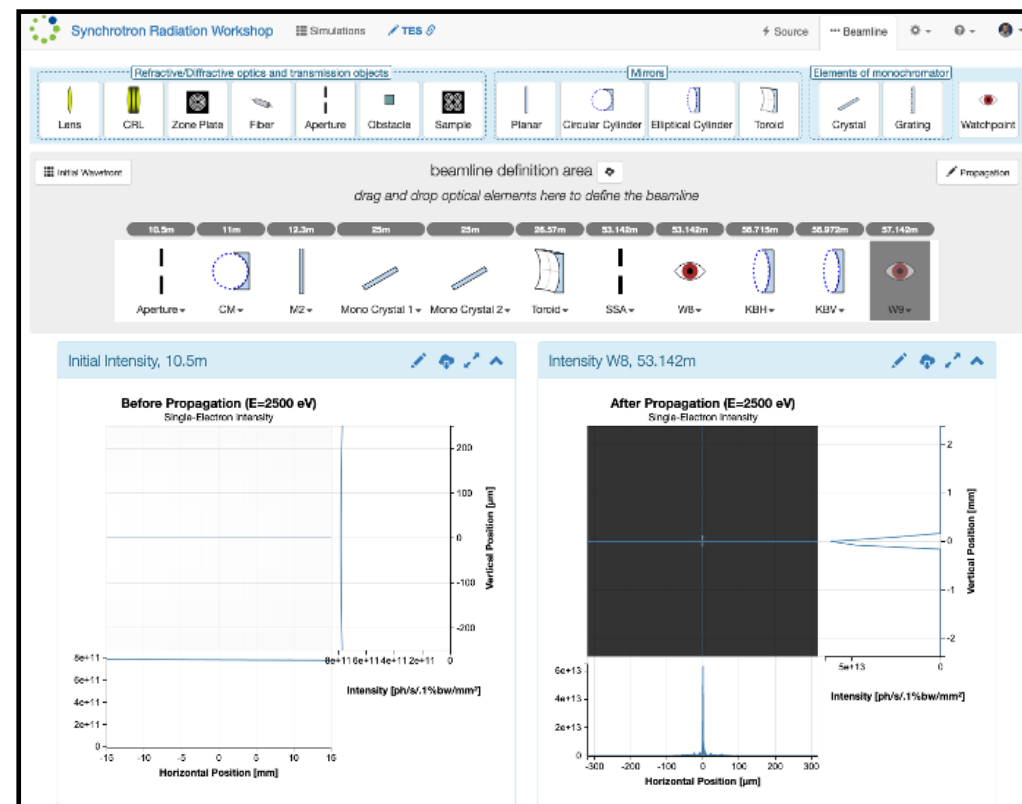 Synchrotron Radiation Workshop Simulations TES Source Beamline
Refractive/Diffractive optics and transmission objects Mirrors Elements of monochromator
Lens CRL Zone Plate Fiber Aperture Obstacle Sample Planar Circular Cylinder Elliptical Cylinder Toroid Crystal Grating Watchpoint
Initial Wavefront beamline definition area Propagation
drag and drop optical elements here to define the beamline
10.5m 11m 12.3m 25m 25m 26.57m 53.142m 53.142m 56.715m 56.972m 57.142m
Aperture CM M2 Mono Crystal 1 Mono Crystal 2 Toroid SSA W8 KBH KBV W9
Initial Intensity, 10.5m
Before Propagation (E=2500 eV)
Single-Electron Intensity
200
100
0
-100
-200
Vertical Position [μm]
8e+11 6e+11 4e+11 2e+11 0
Intensity [ph/s/.1%bw/mm²]
8e+11
6e+11
4e+11
2e+11
0
-15 -10 -5 0 5 10 15
Horizontal Position [mm]
Intensity W8, 53.142m
After Propagation (E=2500 eV)
Single-Electron Intensity
2
1
0
-1
-2
Vertical Position [mm]
5e+13 0
Intensity [ph/s/.1%bw/mm²]
6e+13
4e+13
2e+13
0
-300 -200 -100 0 100 200 300
Horizontal Position [μm]